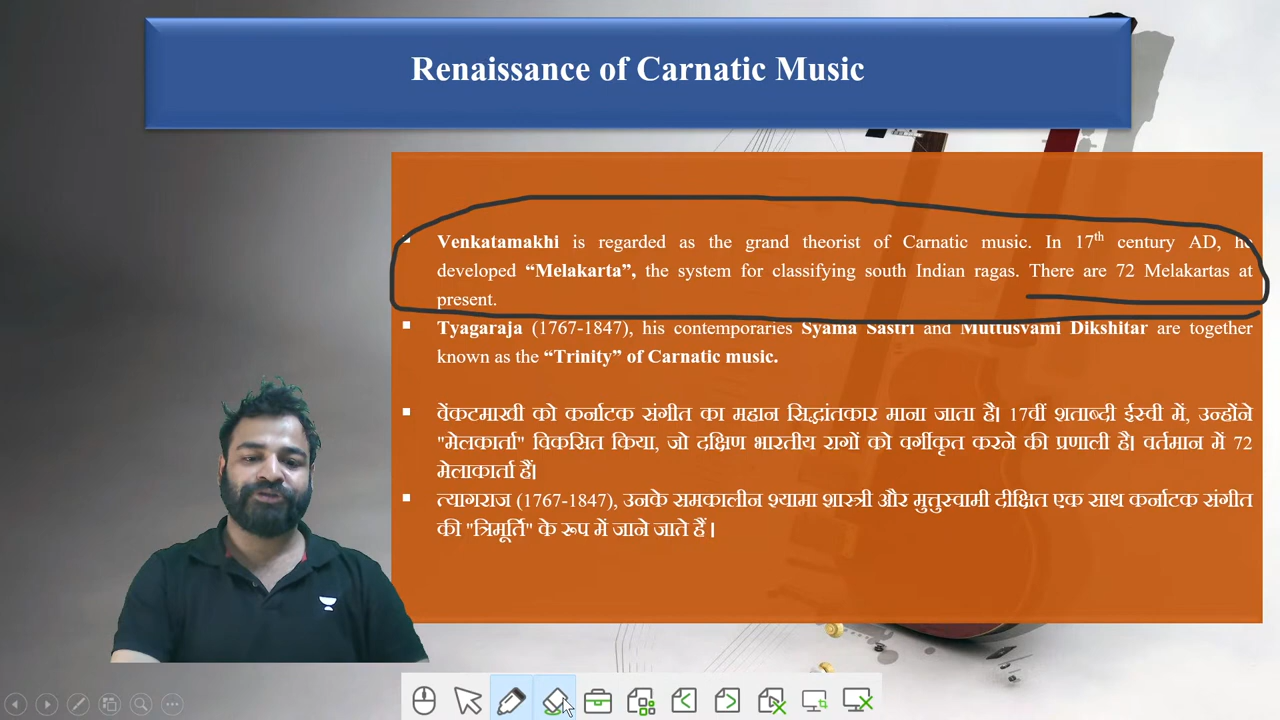 Renaissance of Carnatic Music
▪ Venkatamakhi is regarded as the grand theorist of Carnatic music. In 17th century AD, he
developed “Melakarta”, the system for classifying south Indian ragas. There are 72 Melakartas at
present.
▪ Tyagaraja (1767-1847), his contemporaries Syama Sastri and Muttusvami Dikshitar are together
known as the “Trinity” of Carnatic music.
▪ वेंकटमाखी को कर्नाटक संगीत का महान सिद्धांतकार माना जाता है। 17वीं शताब्दी ईस्वी में, उन्होंने
"मेलकार्ता" विकसित किया, जो दक्षिण भारतीय रागों को वर्गीकृत करने की प्रणाली है। वर्तमान में 72
मेलाकार्ता हैं।
▪ त्यागराज (1767-1847), उनके समकालीन श्यामा शास्त्री और मुत्तुस्वामी दीक्षित एक साथ कर्नाटक संगीत
की "त्रिमूर्ति" के रूप में जाने जाते हैं ।